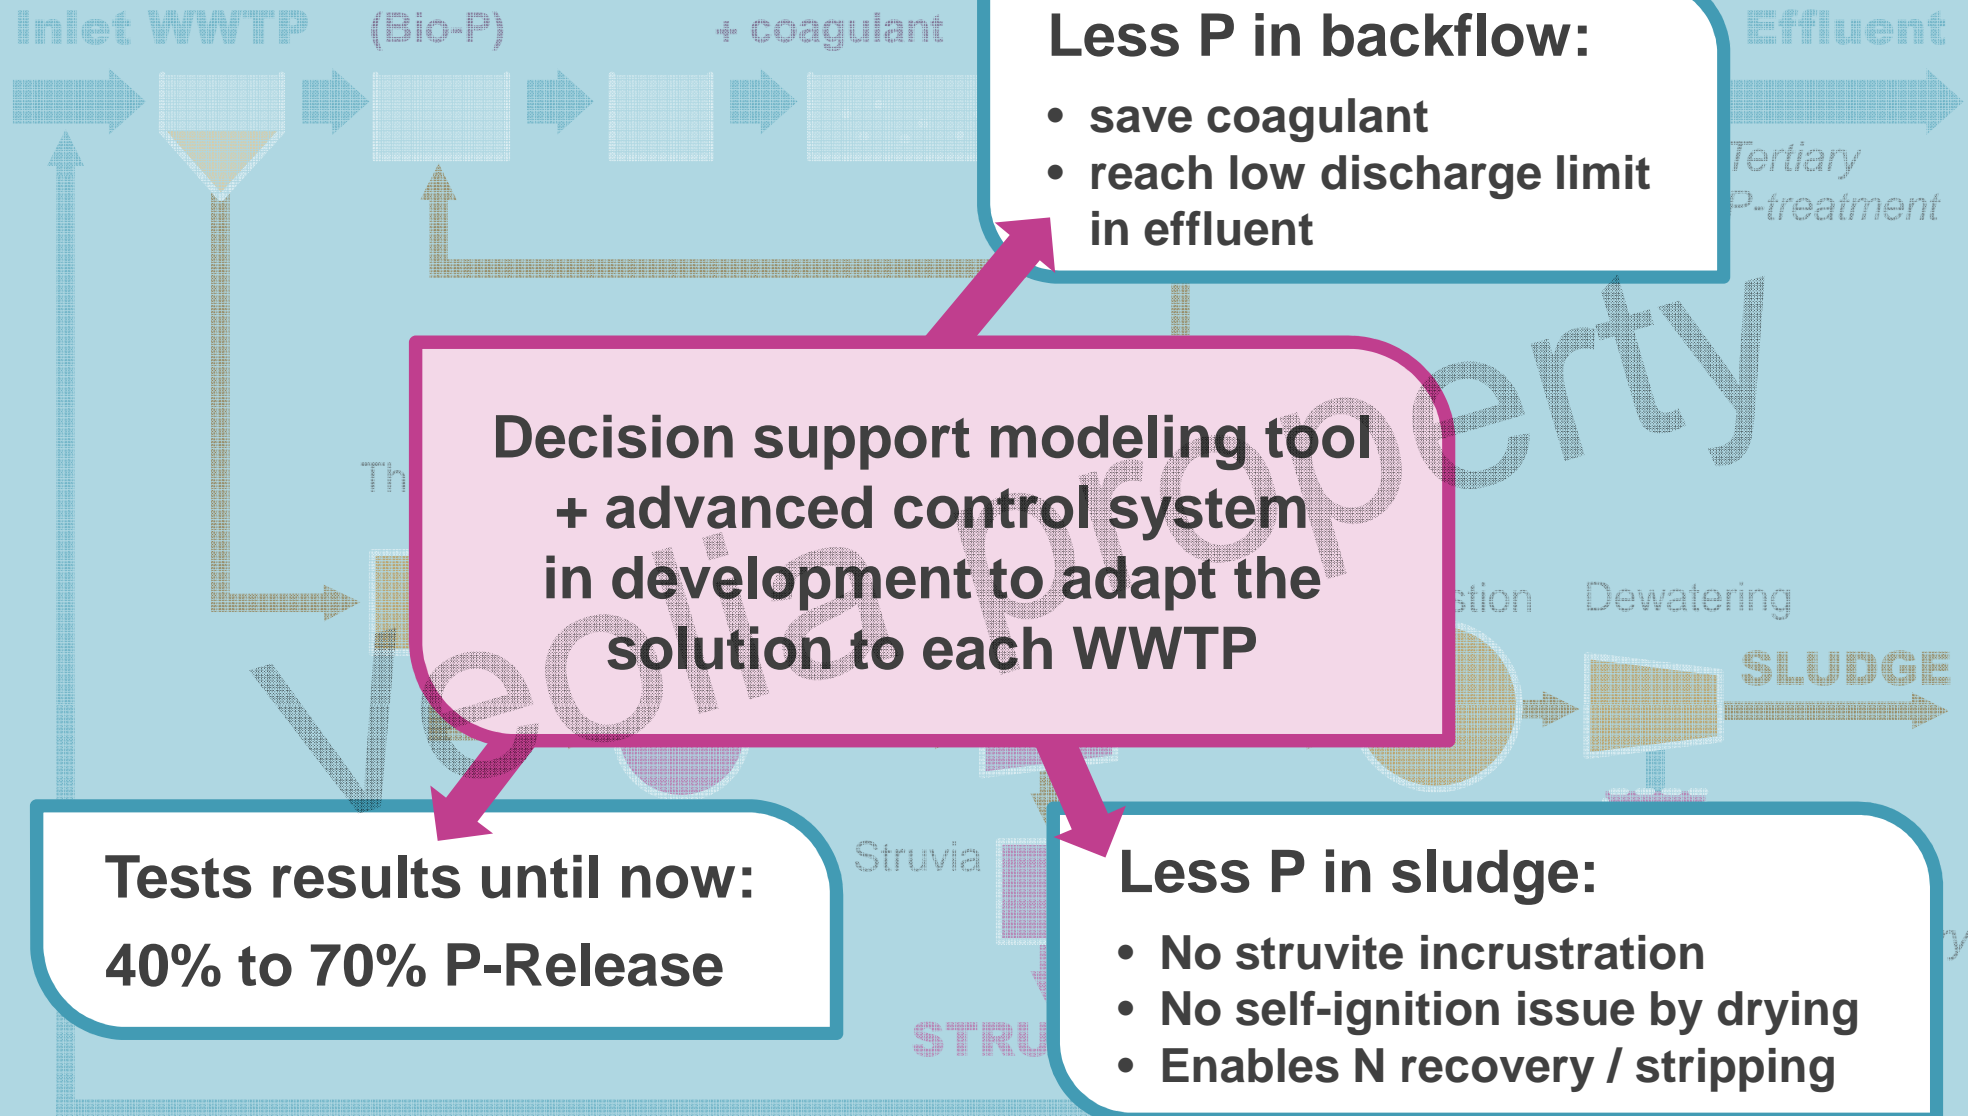 Inlet WWTP
(Bio-P)
+ coagulant
Less P in backflow:
• save coagulant
• reach low discharge limit
in effluent
Effluent
Tertiary
P-treatment
Decision support modeling tool
+ advanced control system
in development to adapt the
solution to each WWTP
Dewatering
SLUDGE
Veolia property
Tests results until now:
40% to 70% P-Release
Struvia
Less P in sludge:
• No struvite incrustration
• No self-ignition issue by drying
• Enables N recovery / stripping